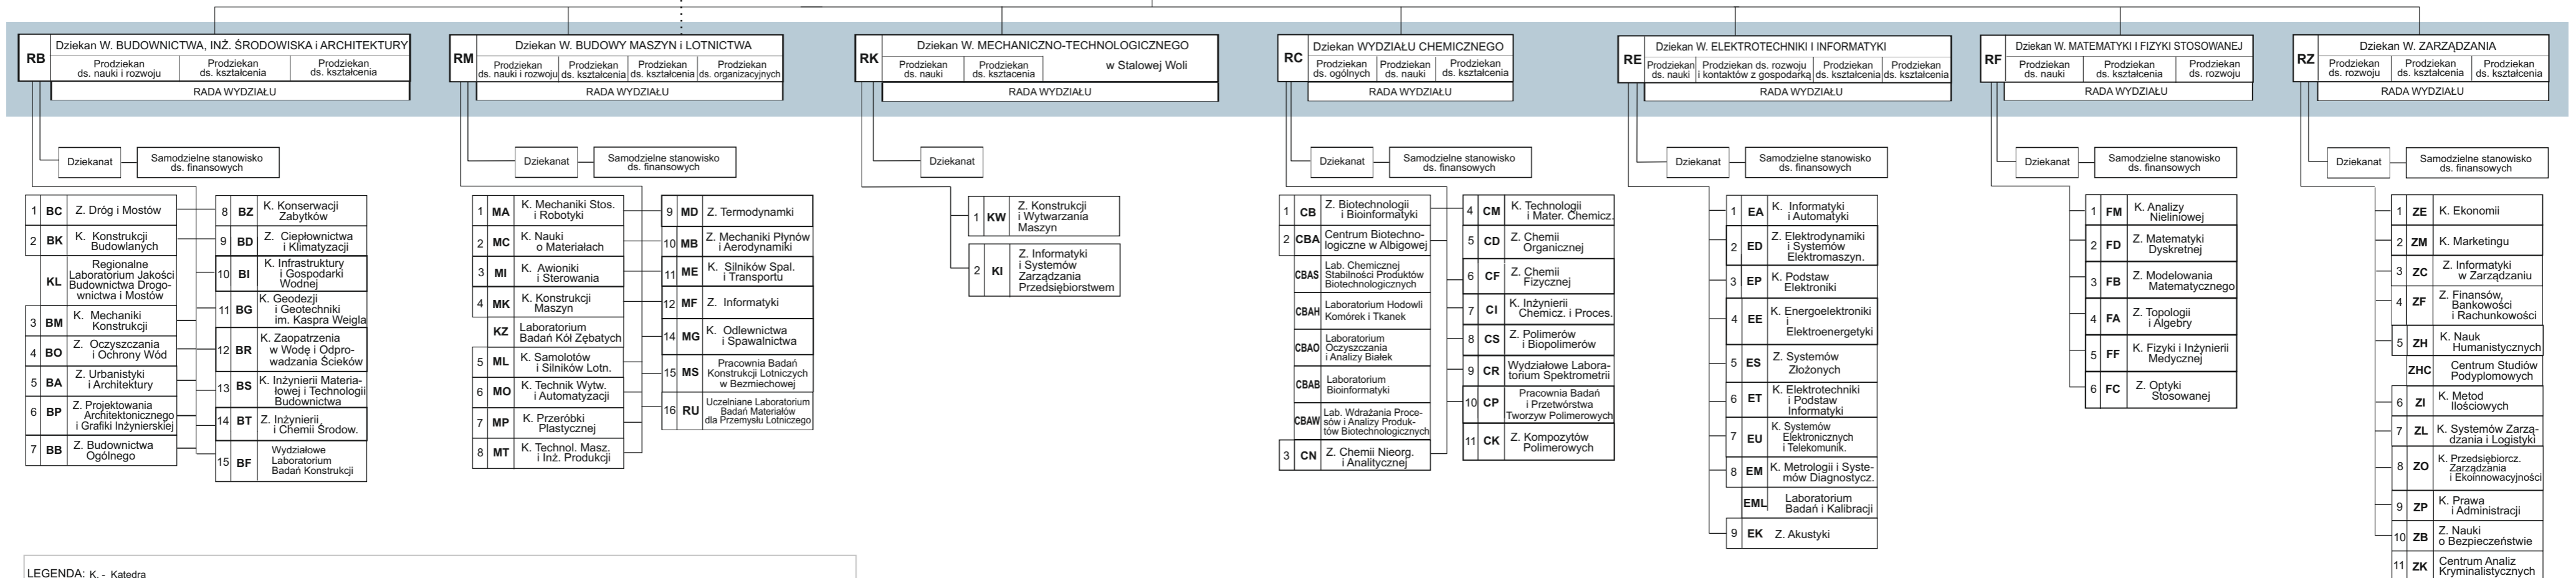 RB
Dziekan W. BUDOWNICTWA, INŻ. ŚRODOWISKA i ARCHITEKTURY
Prodziekan
ds. nauki i rozwoju
Prodziekan
ds. kształcenia
Prodziekan
ds. kształcenia
RADA WYDZIAŁU
Dziekanat
Samodzielne stanowisko
ds. finansowych
1 BC Z. Dróg i Mostów
2 BK K. Konstrukcji
Budowlanych
KL Regionalne
Laboratorium Jakości
Budownictwa Drogo-
wnictwa i Mostów
3 BM K. Mechaniki
Konstrukcji
4 BO Z. Oczyszczania
i Ochrony Wód
5 BA Z. Urbanistyki
i Architektury
6 BP Z. Projektowania
Architektonicznego
i Grafiki Inżynierskiej
7 BB Z. Budownictwa
Ogólnego
8 BZ K. Konserwacji
Zabytków
9 BD Z. Ciepłownictwa
i Klimatyzacji
10 BI K. Infrastruktury
i Gospodarki
Wodnej
11 BG K. Geodezji
i Geotechniki
im. Kaspra Weigla
12 BR K. Zaopatrzenia
w Wodę i Odpro-
wadzania Ścieków
13 BS K. Inżynierii Materia-
łowej i Technologii
Budownictwa
14 BT Z. Inżynierii
i Chemii Środow.
15 BF Wydziałowe
Laboratorium
Badań Konstrukcji
RM
Dziekan W. BUDOWY MASZYN i LOTNICTWA
Prodziekan
ds. nauki i rozwoju
Prodziekan
ds. kształcenia
Prodziekan
ds. kształcenia
Prodziekan
ds. organizacyjnych
RADA WYDZIAŁU
Dziekanat
Samodzielne stanowisko
ds. finansowych
1 MA K. Mechaniki Stos.
i Robotyki
2 MC K. Nauki
o Materiałach
3 MI K. Awioniki
i Sterowania
4 MK K. Konstrukcji
Maszyn
KZ Laboratorium
Badań Kół Zębatych
5 ML K. Samolotów
i Silników Lotn.
6 MO K. Technik Wytw.
i Automatyzacji
7 MP K. Przeróbki
Plastycznej
8 MT K. Technol. Masz.
i Inż. Produkcji
9 MD Z. Termodynamki
10 MB Z. Mechaniki Płynów
i Aerodynamiki
11 ME K. Silników Spal.
i Transportu
12 MF Z. Informatyki
14 MG K. Odlewnictwa
i Spawalnictwa
15 MS Pracownia Badań
Konstrukcji Lotniczych
w Bezmiechowej
16 RU Uczelniane Laboratorium
Badań Materiałów
dla Przemysłu Lotniczego
RK
Dziekan W. MECHANICZNO-TECHNOLOGICZNEGO
Prodziekan
ds. nauki
Prodziekan
ds. ksztacenia
w Stalowej Woli
RADA WYDZIAŁU
Dziekanat
1 KW Z. Konstrukcji
i Wytwarzania
Maszyn
2 KI Z. Informatyki
i Systemów
Zarządzania
Przedsiębiorstwem
RC
Dziekan WYDZIAŁU CHEMICZNEGO
Prodziekan
ds. ogólnych
Prodziekan
ds. nauki
Prodziekan
ds. kształcenia
RADA WYDZIAŁU
Dziekanat
Samodzielne stanowisko
ds. finansowych
1 CB Z. Biotechnologii
i Bioinformatyki
2 CBA Centrum Biotechno-
logiczne w Albigowej
CBAS Lab. Chemicznej
Stabilności Produktów
Biotechnologicznych
CBAH Laboratorium Hodowli
Komórek i Tkanek
CBAO Laboratorium
Oczyszczania
i Analizy Białek
CBAB Laboratorium
Bioinformatyki
CBAW Lab. Wdrażania Proce-
sów i Analizy Produk-
tów Biotechnologicznych
3 CN Z. Chemii Nieorg.
i Analitycznej
4 CM K. Technologii
i Mater. Chemicz.
5 CD Z. Chemii
Organicznej
6 CF Z. Chemii
Fizycznej
7 CI K. Inżynierii
Chemicz. i Proces.
8 CS Z. Polimerów
i Biopolimerów
9 CR Wydziałowe Labora-
torium Spektrometrii
10 CP Pracownia Badań
i Przetwórstwa
Tworzyw Polimerowych
11 CK Z. Kompozytów
Polimerowych
RE
Dziekan W. ELEKTROTECHNIKI I INFORMATYKI
Prodziekan
ds. nauki
Prodziekan ds. rozwoju
i kontaktów z gospodarką
Prodziekan
ds. kształcenia
Prodziekan
ds. kształcenia
RADA WYDZIAŁU
Dziekanat
Samodzielne stanowisko
ds. finansowych
1 EA K. Informatyki
i Automatyki
2 ED Z. Elektrodynamiki
i Systemów
Elektromaszyn.
3 EP K. Podstaw
Elektroniki
4 EE K. Energoelektroniki
i
Elektroenergetyki
5 ES Z. Systemów
Złożonych
6 ET K. Elektrotechniki
i Podstaw
Informatyki
7 EU K. Systemów
Elektronicznych
i Telekomunik.
8 EM K. Metrologii i Syste-
mów Diagnostycz.
EML Laboratorium
Badań i Kalibracji
9 EK Z. Akustyki
RF
Dziekan W. MATEMATYKI I FIZYKI STOSOWANEJ
Prodziekan
ds. nauki
Prodziekan
ds. kształcenia
Prodziekan
ds. rozwoju
RADA WYDZIAŁU
Dziekanat
Samodzielne stanowisko
ds. finansowych
1 FM K. Analizy
Nieliniowej
2 FD Z. Matematyki
Dyskretnej
3 FB Z. Modelowania
Matematycznego
4 FA Z. Topologii
i Algebry
5 FF K. Fizyki i Inżynierii
Medycznej
6 FC Z. Optyki
Stosowanej
RZ
Dziekan W. ZARZĄDZANIA
Prodziekan
ds. rozwoju
Prodziekan
ds. kształcenia
Prodziekan
ds. kształcenia
RADA WYDZIAŁU
Dziekanat
Samodzielne stanowisko
ds. finansowych
1 ZE K. Ekonomii
2 ZM K. Marketingu
3 ZC Z. Informatyki
w Zarządzaniu
4 ZF Z. Finansów,
Bankowości
i Rachunkowości
5 ZH K. Nauk
Humanistycznych
ZHC Centrum Studiów
Podyplomowych
6 ZI K. Metod
Ilościowych
7 ZL K. Systemów Zarzą-
dzania i Logistyki
8 ZO K. Przedsiębiorcz.
Zarządzania
i Ekoinnowacyjności
9 ZP K. Prawa
i Administracji
10 ZB Z. Nauki
o Bezpieczeństwie
11 ZK Centrum Analiz
Kryminalistycznych
LEGENDA: K. - Katedra